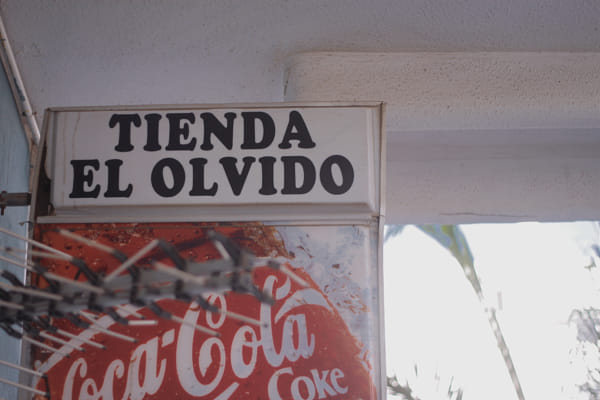 TIENDA
EL OLVIDO
Coca-Cola
Coke